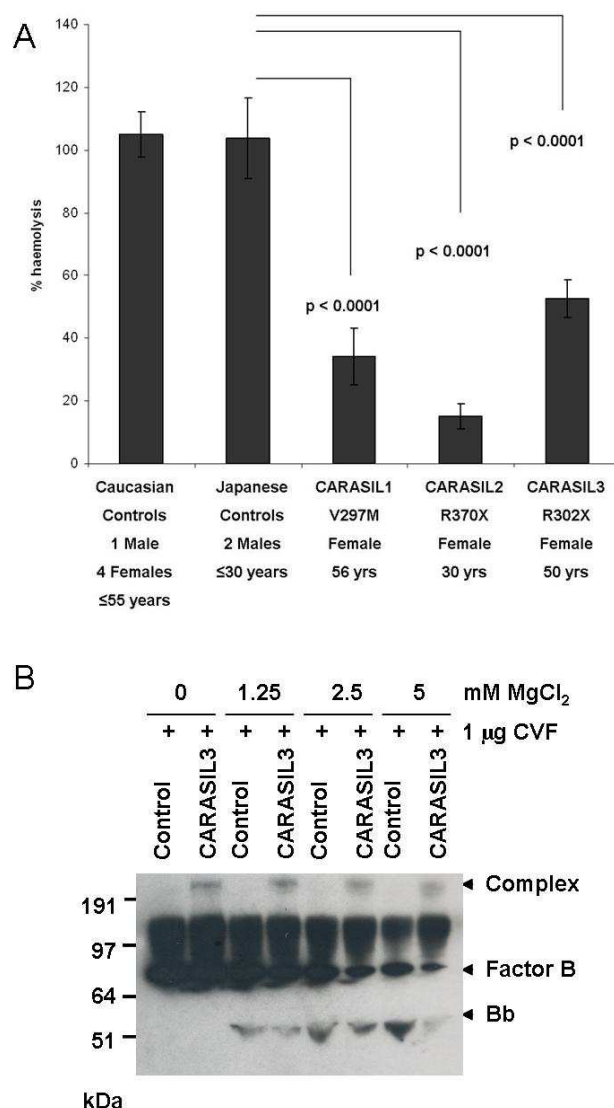 A
140
120
100
80
60
40
20
0
% haemolysis
p < 0.0001
p < 0.0001
p < 0.0001
Caucasian Controls 1 Male 4 Females ≤55 years
Japanese Controls 2 Males ≤30 years
CARASIL1 V297M Female 56 yrs
CARASIL2 R370X Female 30 yrs
CARASIL3 R302X Female 50 yrs
B
0 1.25 2.5 5 mM MgCl₂
+ + + + + + + + 1 µg CVF
Control CARASIL3 Control CARASIL3 Control CARASIL3 Control CARASIL3
Complex
191
97
Factor B
64
Bb
51
kDa